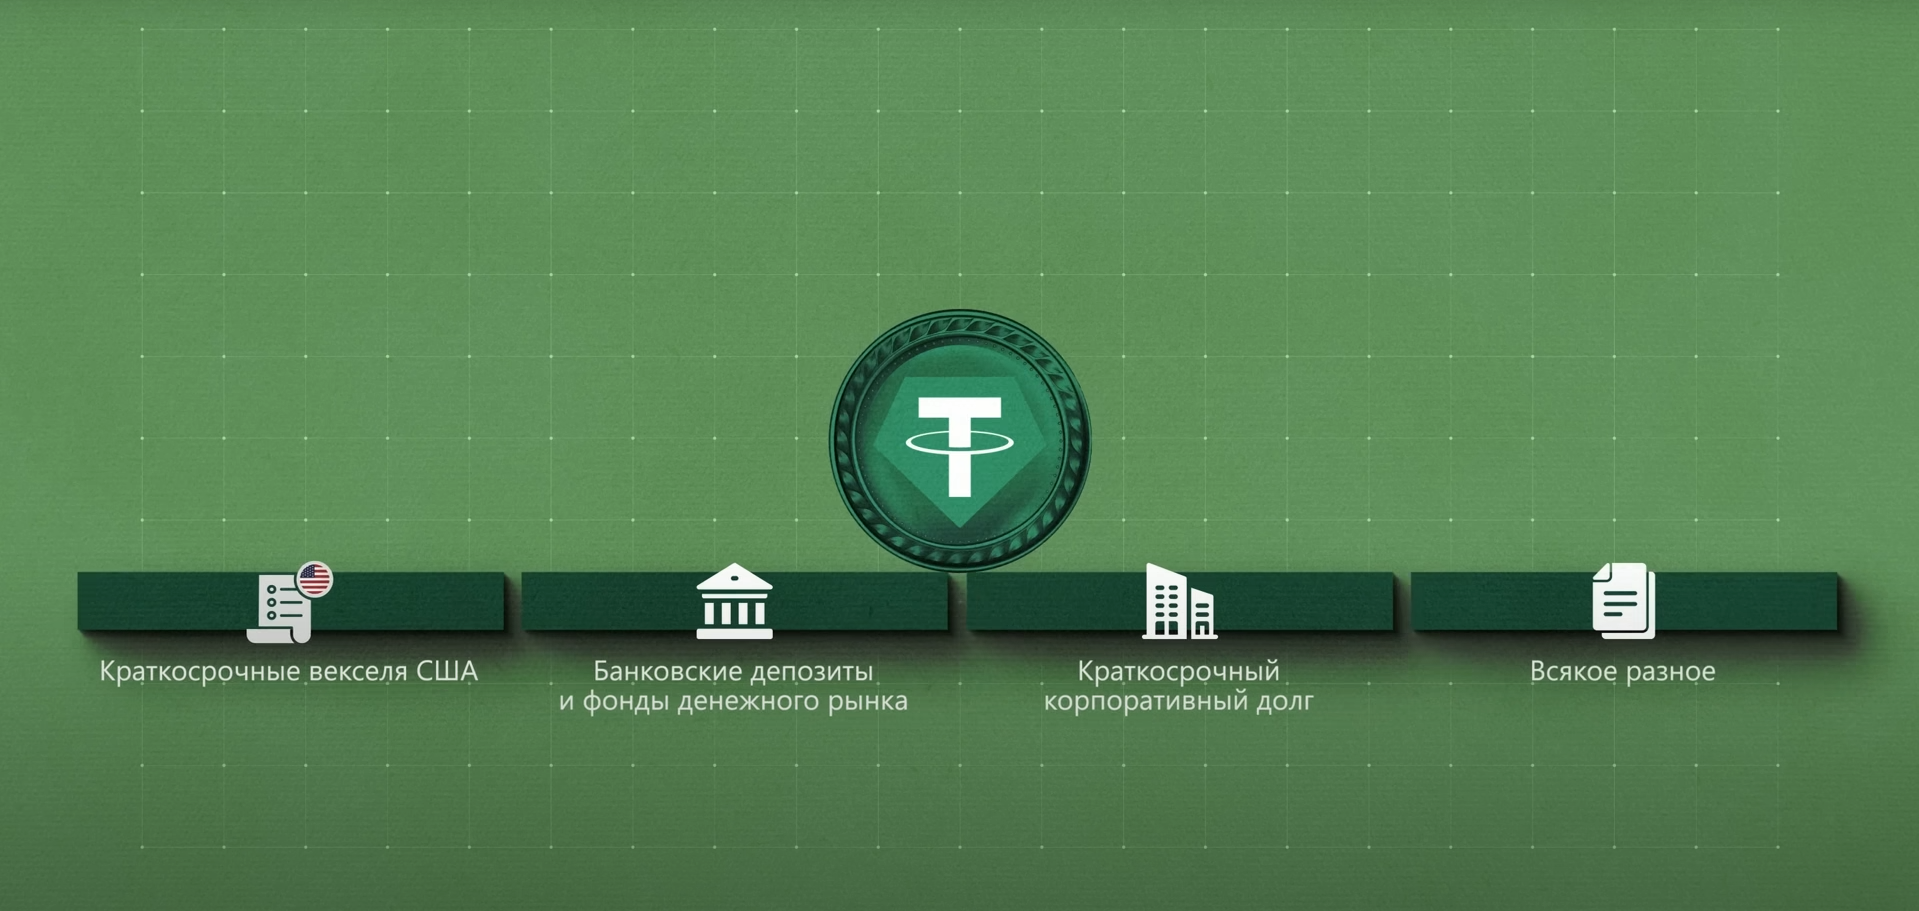 Краткосрочные векселя США
Банковские депозиты
и фонды денежного рынка
Краткосрочный
корпоративный долг
Всякое разное